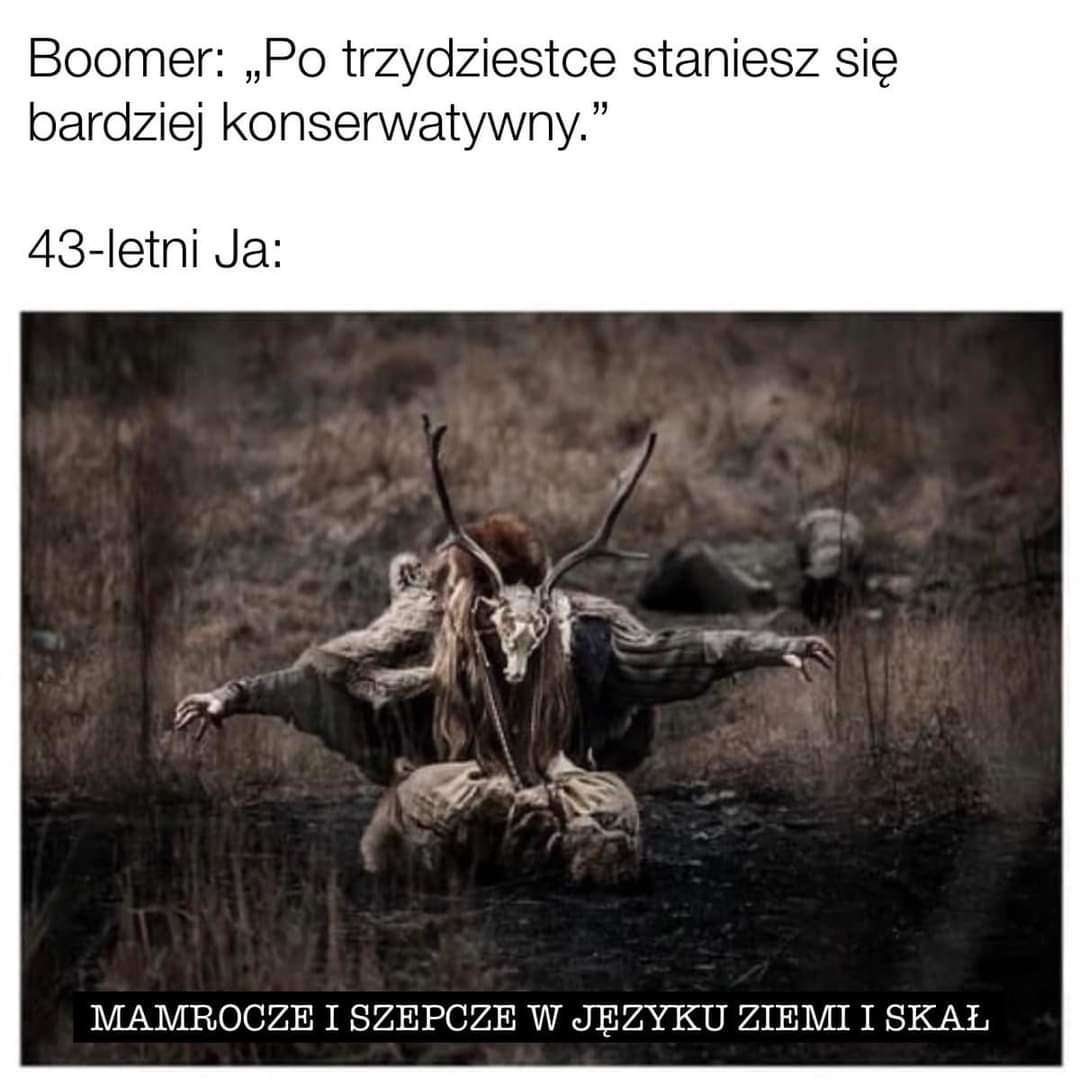 Boomer: „Po trzydziestce staniesz się
bardziej konserwatywny.”
43-letni Ja:
MAMROCZE I SZEPCZE W JĘZYKU ZIEMI I SKAŁ